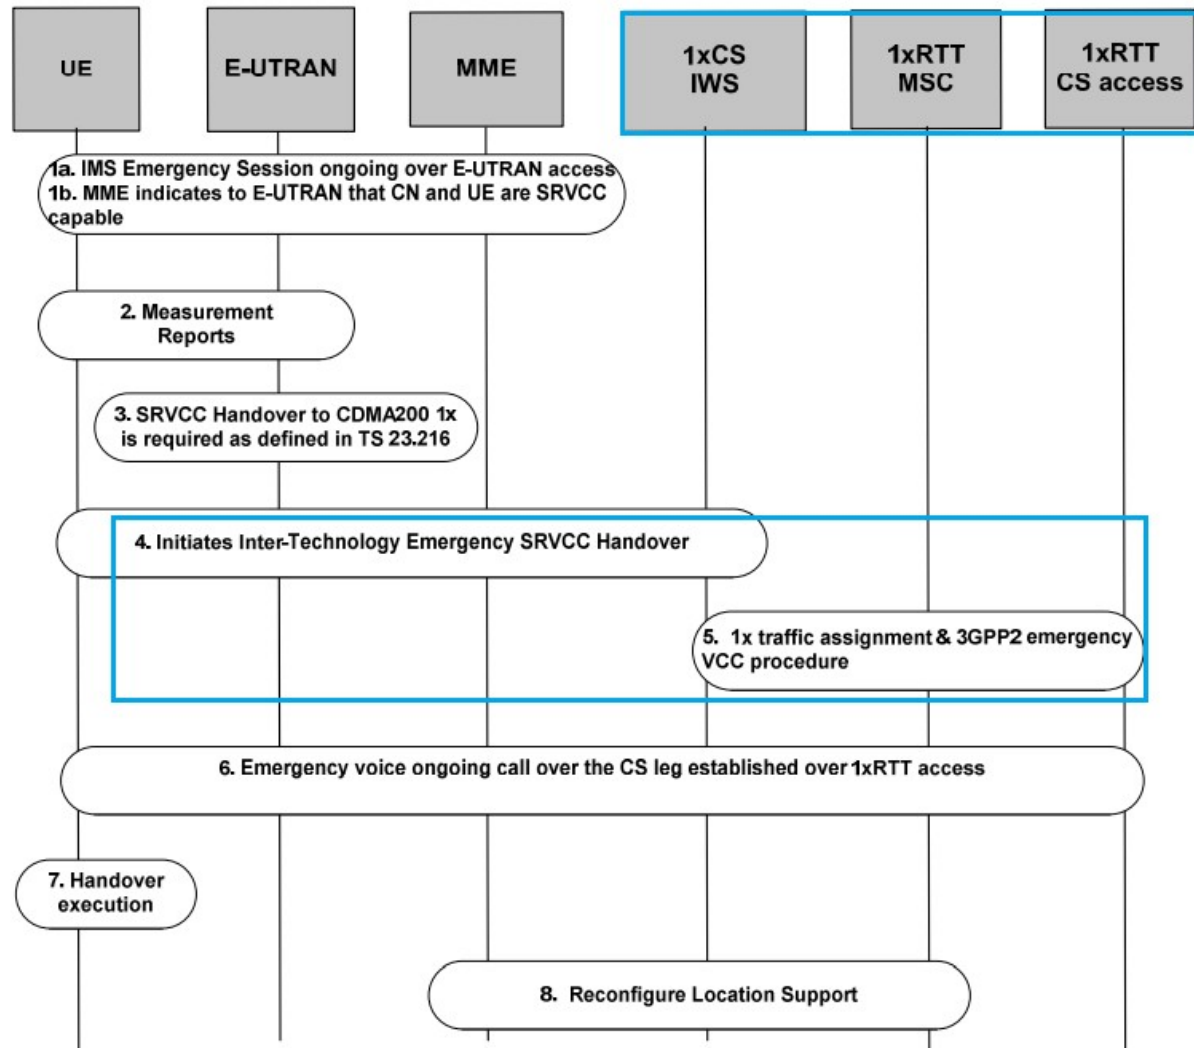 UE
E-UTRAN
MME
1xCS
IWS
1xRTT
MSC
1xRTT
CS access
1a. IMS Emergency Session ongoing over E-UTRAN access
1b. MME indicates to E-UTRAN that CN and UE are SRVCC
capable
2. Measurement
Reports
3. SRVCC Handover to CDMA200 1x
is required as defined in TS 23.216
4. Initiates Inter-Technology Emergency SRVCC Handover
5. 1x traffic assignment & 3GPP2 emergency
VCC procedure
6. Emergency voice ongoing call over the CS leg established over 1xRTT access
7. Handover
execution
8. Reconfigure Location Support